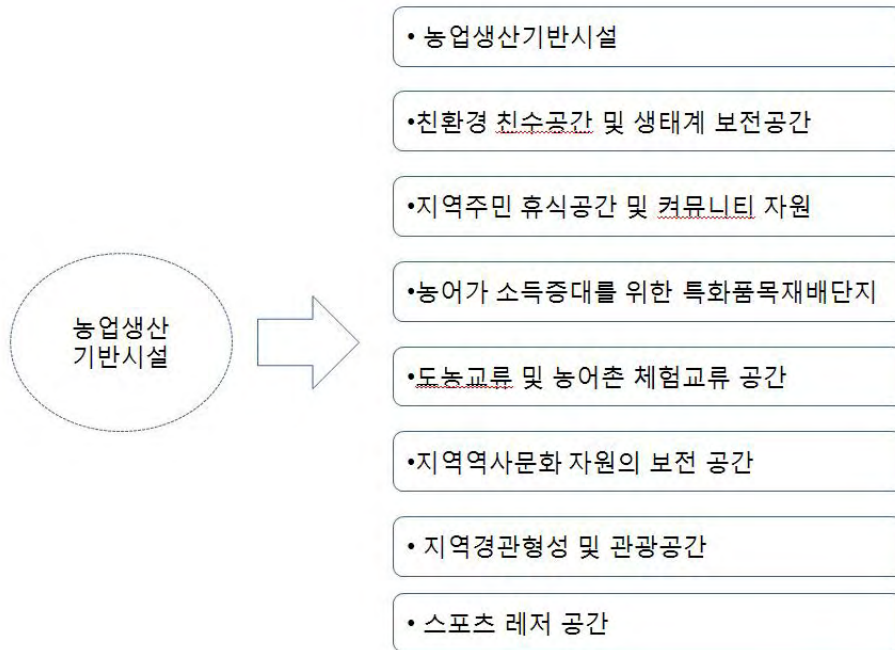 • 농업생산기반시설
•친환경 친수공간 및 생태계 보전공간
•지역주민 휴식공간 및 켜뮤니티 자원
•농어가 소득증대를 위한 특화품목재배단지
농업생산
기반시설
•도농교류 및 농어촌 체험교류 공간
•지역역사문화 자원의 보전 공간
• 지역경관형성 및 관광공간
• 스포츠 레저 공간